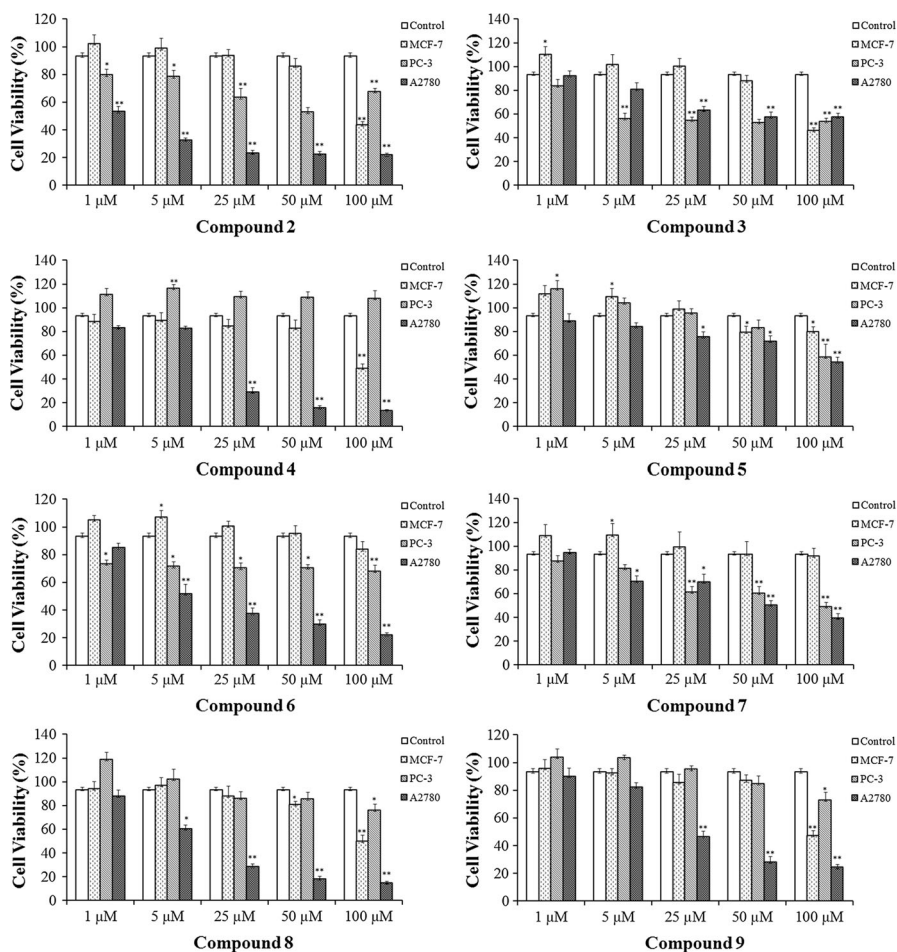 Cell Viability (%)
120
100
80
60
40
20
0
1 μM 5 μM 25 μM 50 μM 100 μM
Compound 2
Control
MCF-7
PC-3
A2780
Cell Viability (%)
140
120
100
80
60
40
20
0
1 μM 5 μM 25 μM 50 μM 100 μM
Compound 3
Control
MCF-7
PC-3
A2780
Cell Viability (%)
140
120
100
80
60
40
20
0
1 μM 5 μM 25 μM 50 μM 100 μM
Compound 4
Control
MCF-7
PC-3
A2780
Cell Viability (%)
140
120
100
80
60
40
20
0
1 μM 5 μM 25 μM 50 μM 100 μM
Compound 5
Control
MCF-7
PC-3
A2780
Cell Viability (%)
120
100
80
60
40
20
0
1 μM 5 μM 25 μM 50 μM 100 μM
Compound 6
Control
MCF-7
PC-3
A2780
Cell Viability (%)
140
120
100
80
60
40
20
0
1 μM 5 μM 25 μM 50 μM 100 μM
Compound 7
Control
MCF-7
PC-3
A2780
Cell Viability (%)
140
120
100
80
60
40
20
0
1 μM 5 μM 25 μM 50 μM 100 μM
Compound 8
Control
MCF-7
PC-3
A2780
Cell Viability (%)
120
100
80
60
40
20
0
1 μM 5 μM 25 μM 50 μM 100 μM
Compound 9
Control
MCF-7
PC-3
A2780